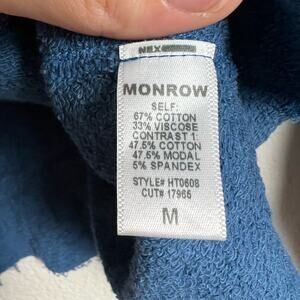 MONROW
SELF:
67% COTTON
33% VISCOSE
CONTRAST 1:
47.5% COTTON
47.5% MODAL
5% SPANDEX
STYLE# HT0608
CUT# 17965
M